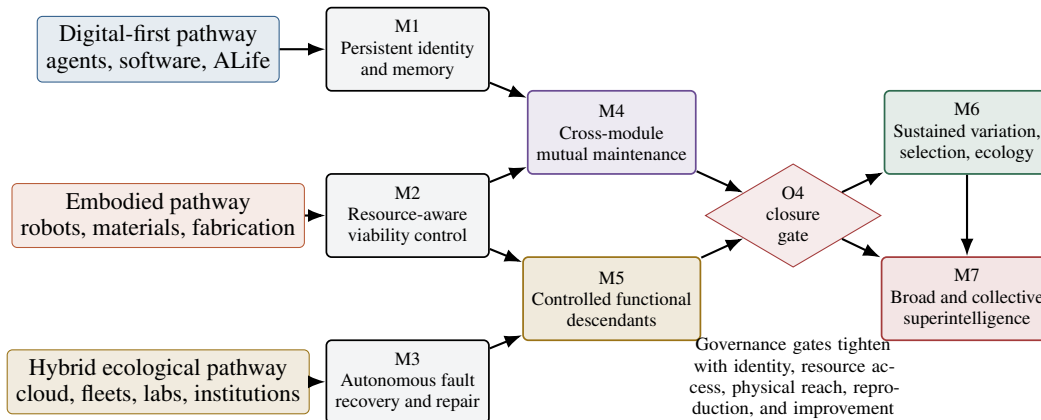 Digital-first pathway
agents, software, ALife
M1
Persistent identity
and memory
M4
Cross-module
mutual maintenance
M6
Sustained variation,
selection, ecology
Embodied pathway
robots, materials, fabrication
M2
Resource-aware
viability control
O4
closure
gate
M5
Controlled functional
descendants
M7
Broad and collective
superintelligence
Hybrid ecological pathway
cloud, fleets, labs, institutions
M3
Autonomous fault
recovery and repair
Governance gates tighten
with identity, resource ac-
cess, physical reach, repro-
duction, and improvement